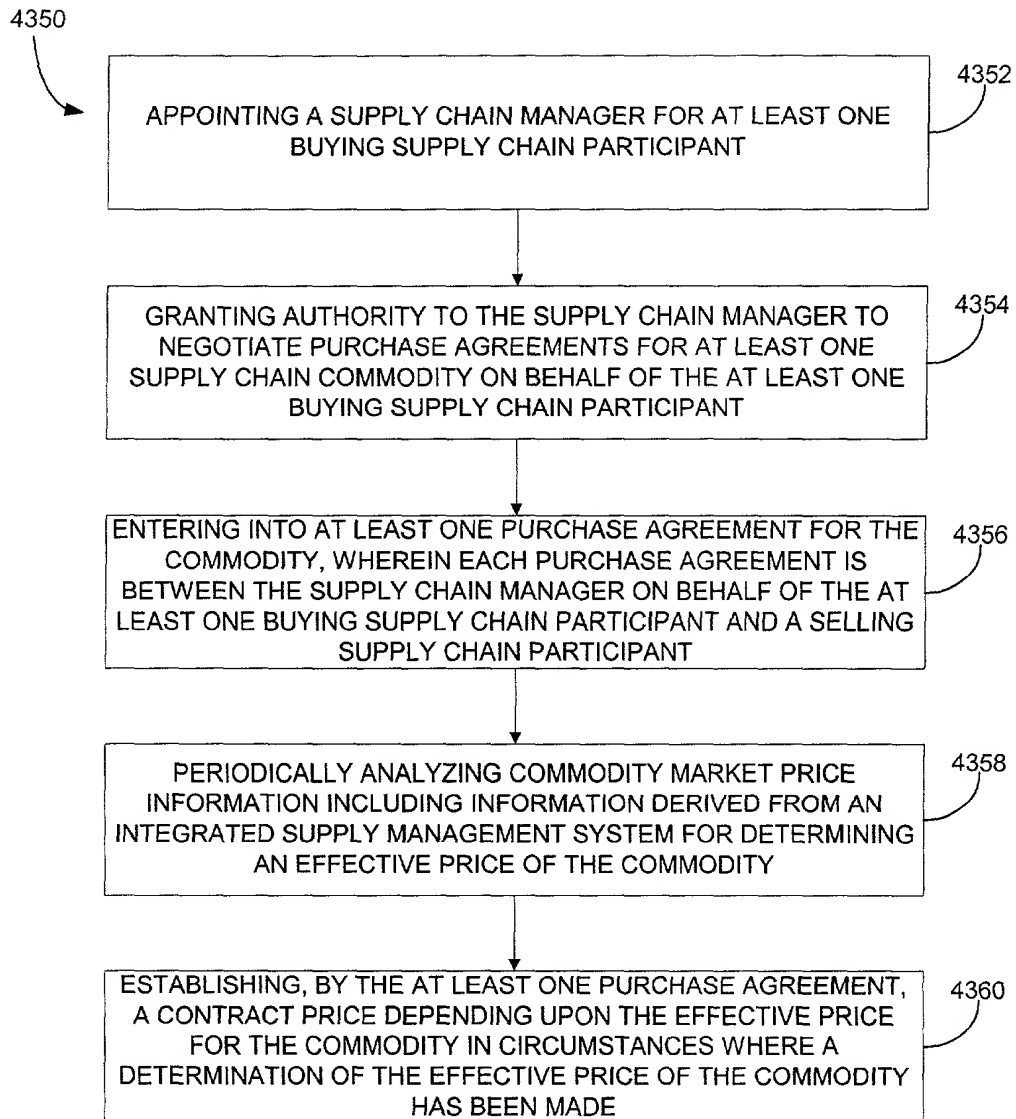 4350
4352
APPOINTING A SUPPLY CHAIN MANAGER FOR AT LEAST ONE
BUYING SUPPLY CHAIN PARTICIPANT
4354
GRANTING AUTHORITY TO THE SUPPLY CHAIN MANAGER TO
NEGOTIATE PURCHASE AGREEMENTS FOR AT LEAST ONE
SUPPLY CHAIN COMMODITY ON BEHALF OF THE AT LEAST ONE
BUYING SUPPLY CHAIN PARTICIPANT
4356
ENTERING INTO AT LEAST ONE PURCHASE AGREEMENT FOR THE
COMMODITY, WHEREIN EACH PURCHASE AGREEMENT IS
BETWEEN THE SUPPLY CHAIN MANAGER ON BEHALF OF THE AT
LEAST ONE BUYING SUPPLY CHAIN PARTICIPANT AND A SELLING
SUPPLY CHAIN PARTICIPANT
4358
PERIODICALLY ANALYZING COMMODITY MARKET PRICE
INFORMATION INCLUDING INFORMATION DERIVED FROM AN
INTEGRATED SUPPLY MANAGEMENT SYSTEM FOR DETERMINING
AN EFFECTIVE PRICE OF THE COMMODITY
4360
ESTABLISHING, BY THE AT LEAST ONE PURCHASE AGREEMENT,
A CONTRACT PRICE DEPENDING UPON THE EFFECTIVE PRICE
FOR THE COMMODITY IN CIRCUMSTANCES WHERE A
DETERMINATION OF THE EFFECTIVE PRICE OF THE COMMODITY
HAS BEEN MADE